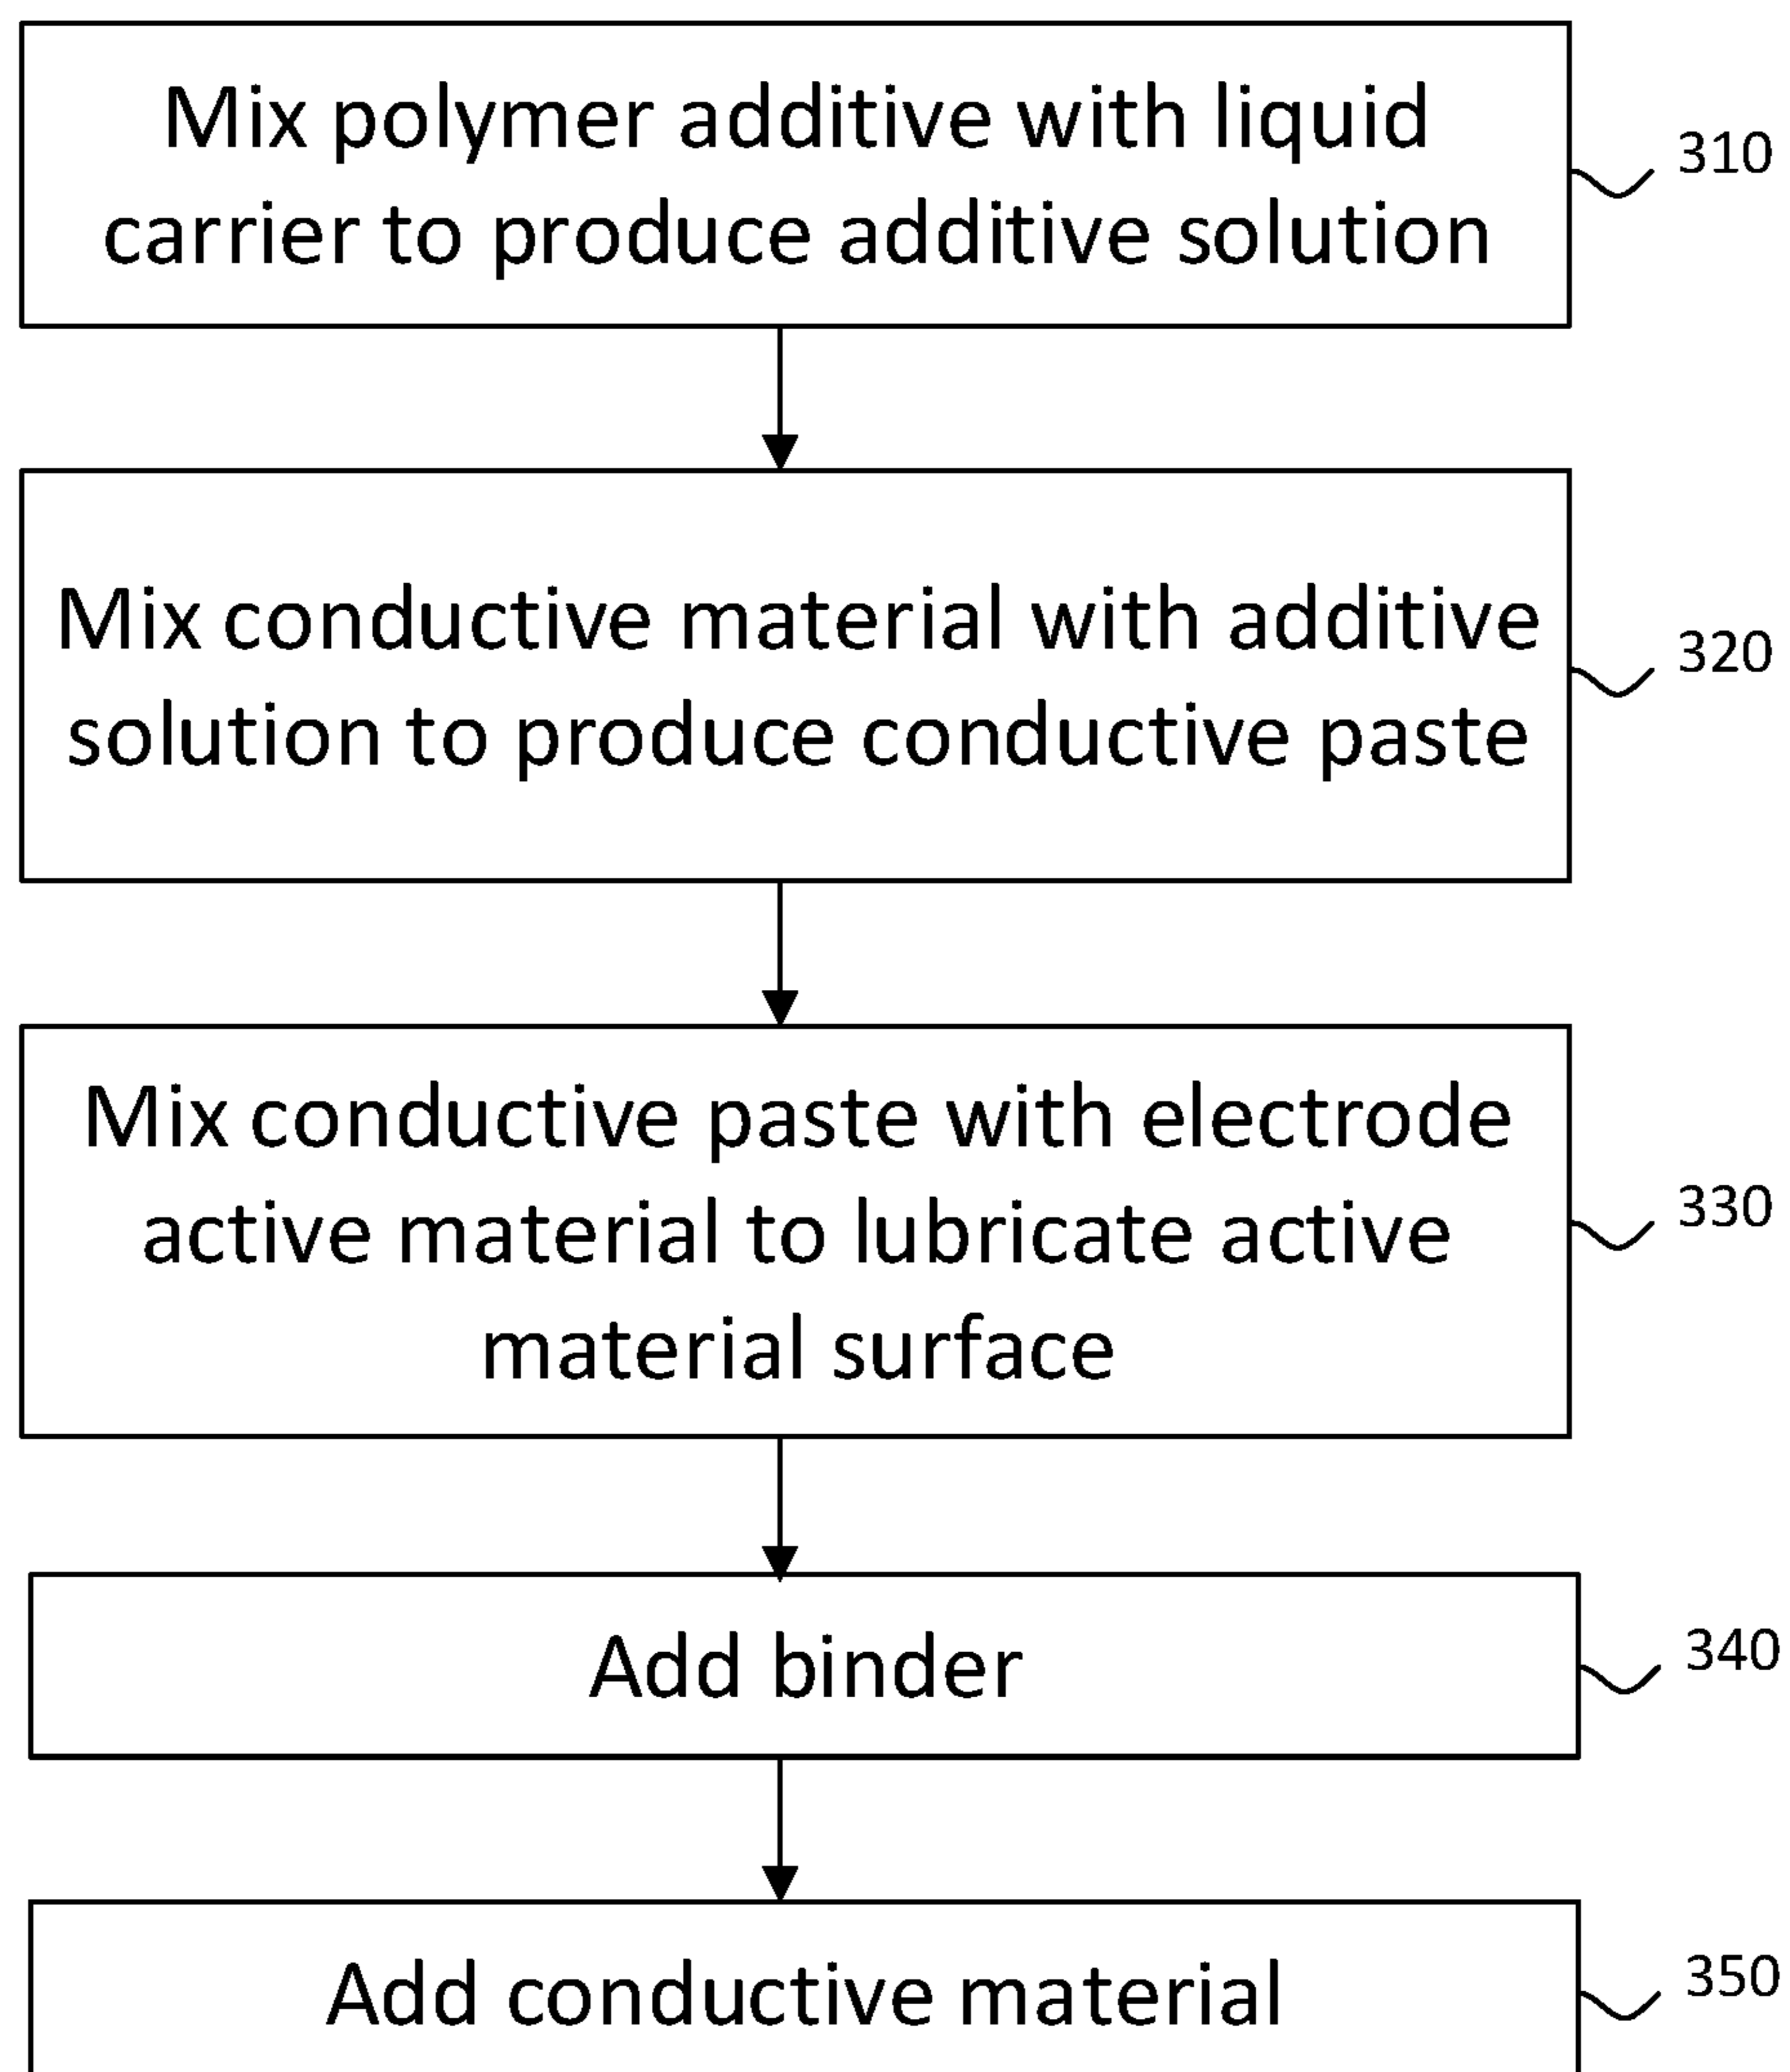 Mix polymer additive with liquid
carrier to produce additive solution
310
Mix conductive material with additive
solution to produce conductive paste
320
Mix conductive paste with electrode
active material to lubricate active
material surface
330
Add binder
340
Add conductive material
350